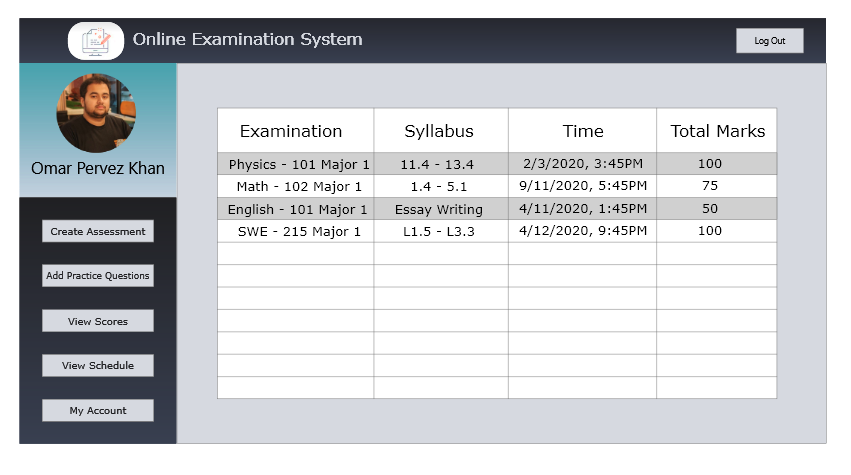 Online Examination System
Log Out
Omar Pervez Khan
Create Assessment
Add Practice Questions
View Scores
View Schedule
My Account
Examination Syllabus Time Total Marks
Physics - 101 Major 1 11.4 - 13.4 2/3/2020, 3:45PM 100
Math - 102 Major 1 1.4 - 5.1 9/11/2020, 5:45PM 75
English - 101 Major 1 Essay Writing 4/11/2020, 1:45PM 50
SWE - 215 Major 1 L1.5 - L3.3 4/12/2020, 9:45PM 100